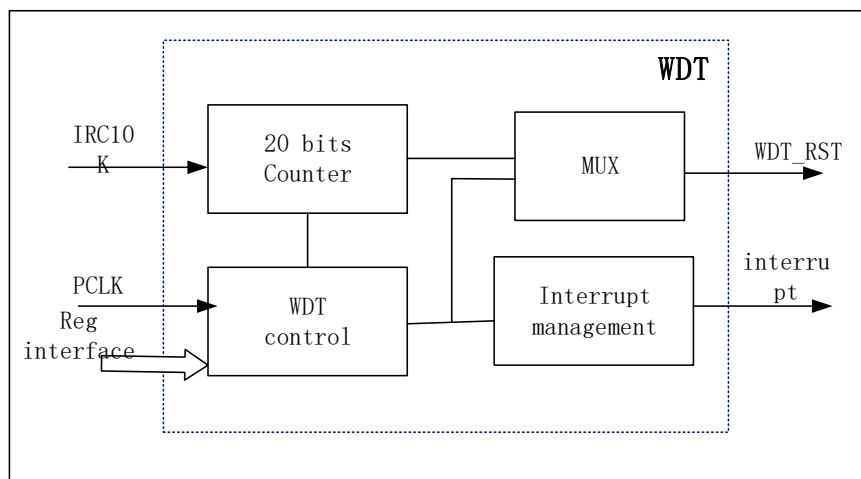 WDT
IRC10
K
20 bits
Counter
MUX
WDT_RST
PCLK
Reg
interface
WDT
control
Interrupt
management
interru
pt